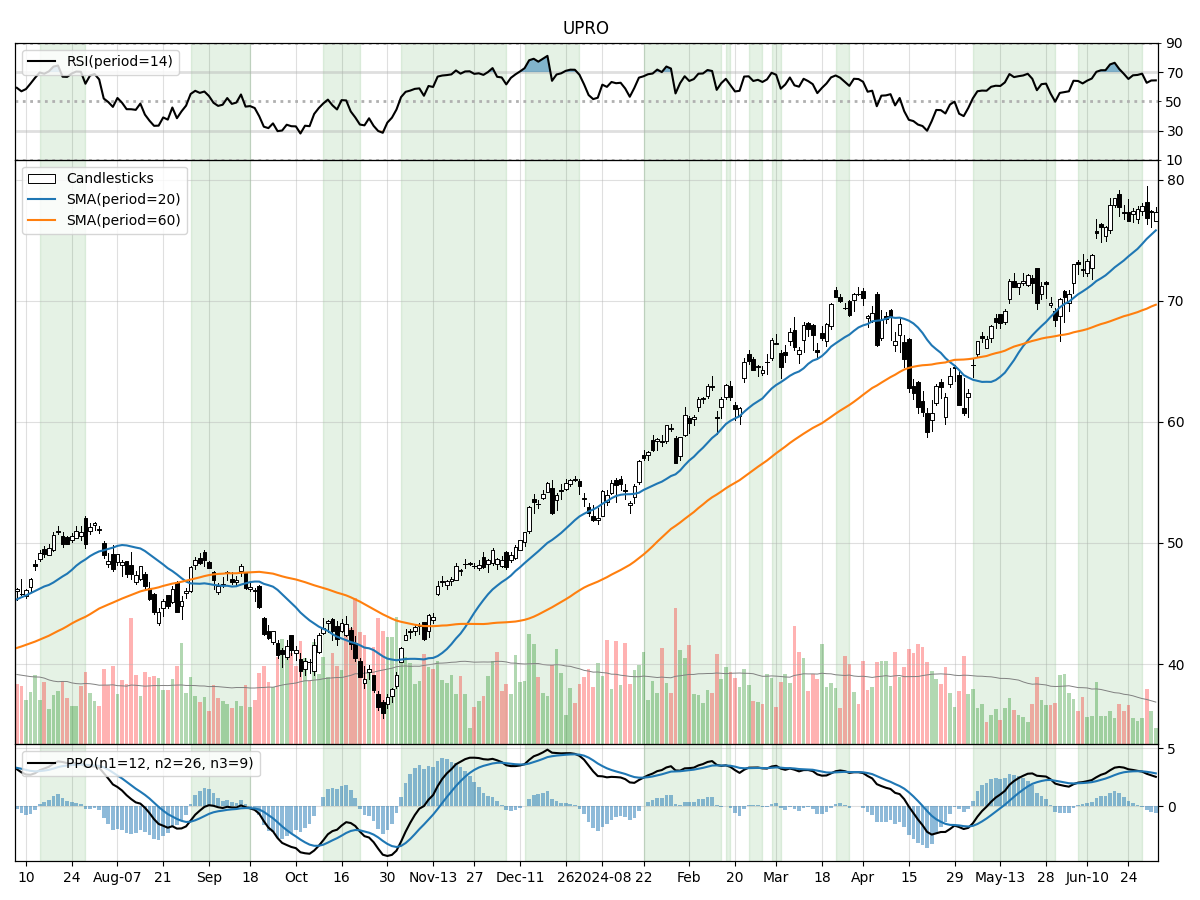 UPRO
RSI(period=14)
90
70
50
30
10
Candlesticks
SMA(period=20)
SMA(period=60)
80
70
60
50
40
PPO(n1=12, n2=26, n3=9)
5
0
10 24 Aug-07 21 Sep 18 Oct 16 30 Nov-13 27 Dec-11 26 2024-08 22 Feb 20 Mar 18 Apr 15 29 May-13 28 Jun-10 24